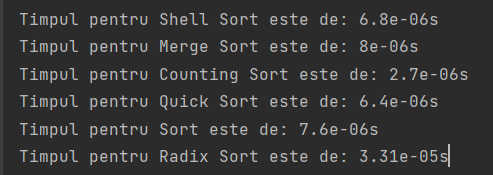 Timpul pentru Shell Sort este de: 6.8e-06s
Timpul pentru Merge Sort este de: 8e-06s
Timpul pentru Counting Sort este de: 2.7e-06s
Timpul pentru Quick Sort este de: 6.4e-06s
Timpul pentru Sort este de: 7.6e-06s
Timpul pentru Radix Sort este de: 3.31e-05s